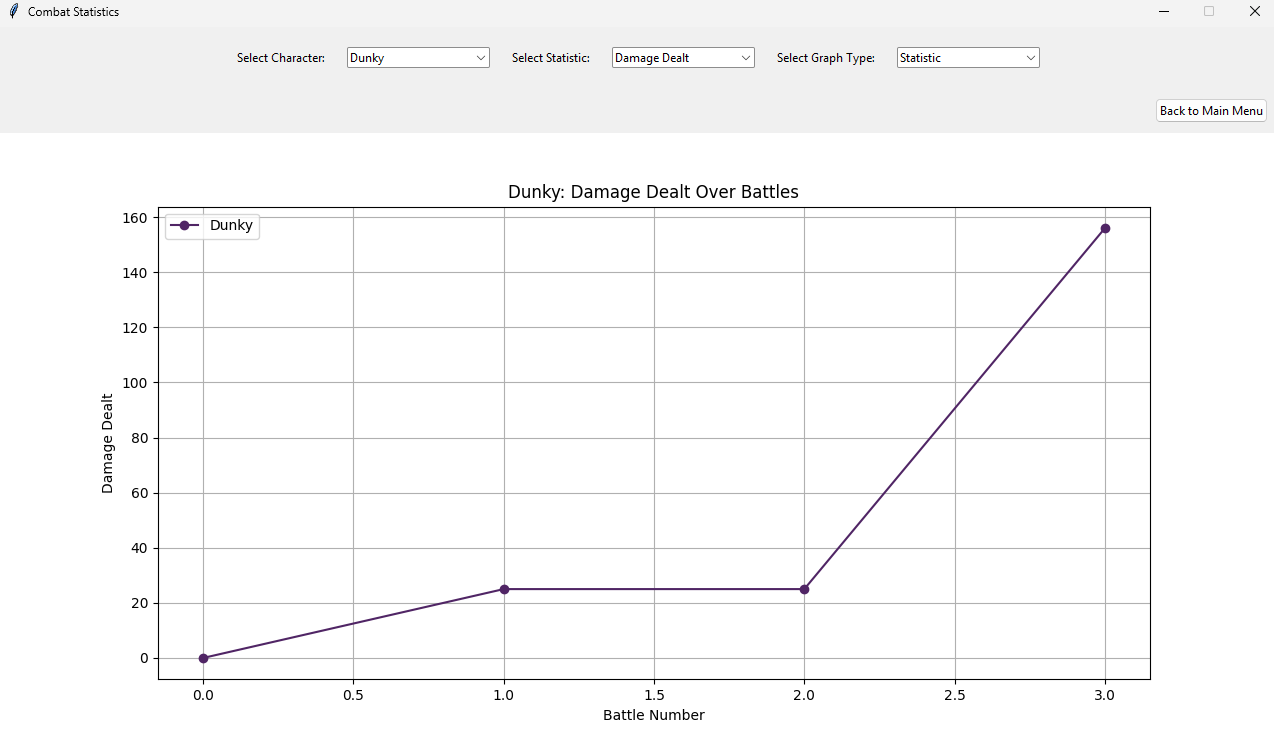 Combat Statistics
Select Character: Dunky Select Statistic: Damage Dealt Select Graph Type: Statistic
Back to Main Menu
Dunky: Damage Dealt Over Battles
Dunky
160
140
120
100
80
60
40
20
0
Damage Dealt
0.0 0.5 1.0 1.5 2.0 2.5 3.0
Battle Number